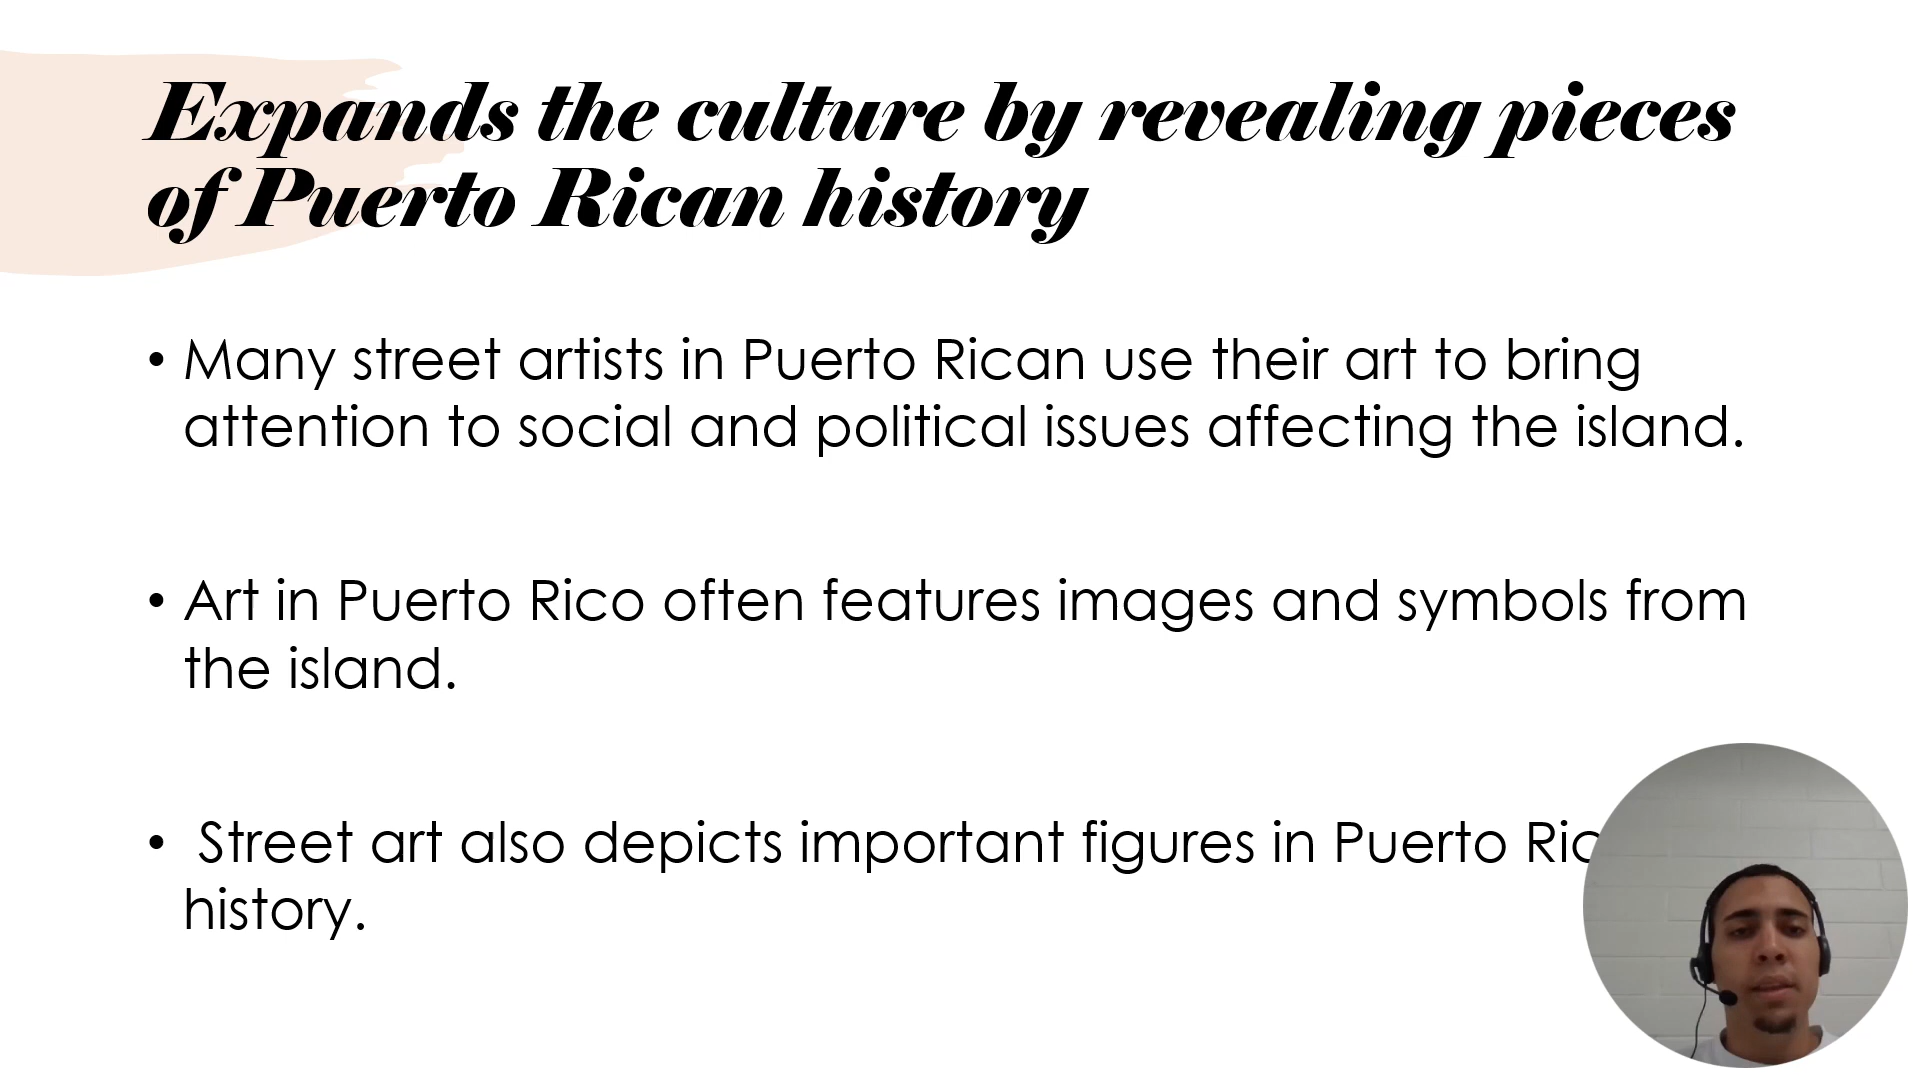 Expands the culture by revealing pieces
of Puerto Rican history
• Many street artists in Puerto Rican use their art to bring
attention to social and political issues affecting the island.
• Art in Puerto Rico often features images and symbols from
the island.
• Street art also depicts important figures in Puerto
history.